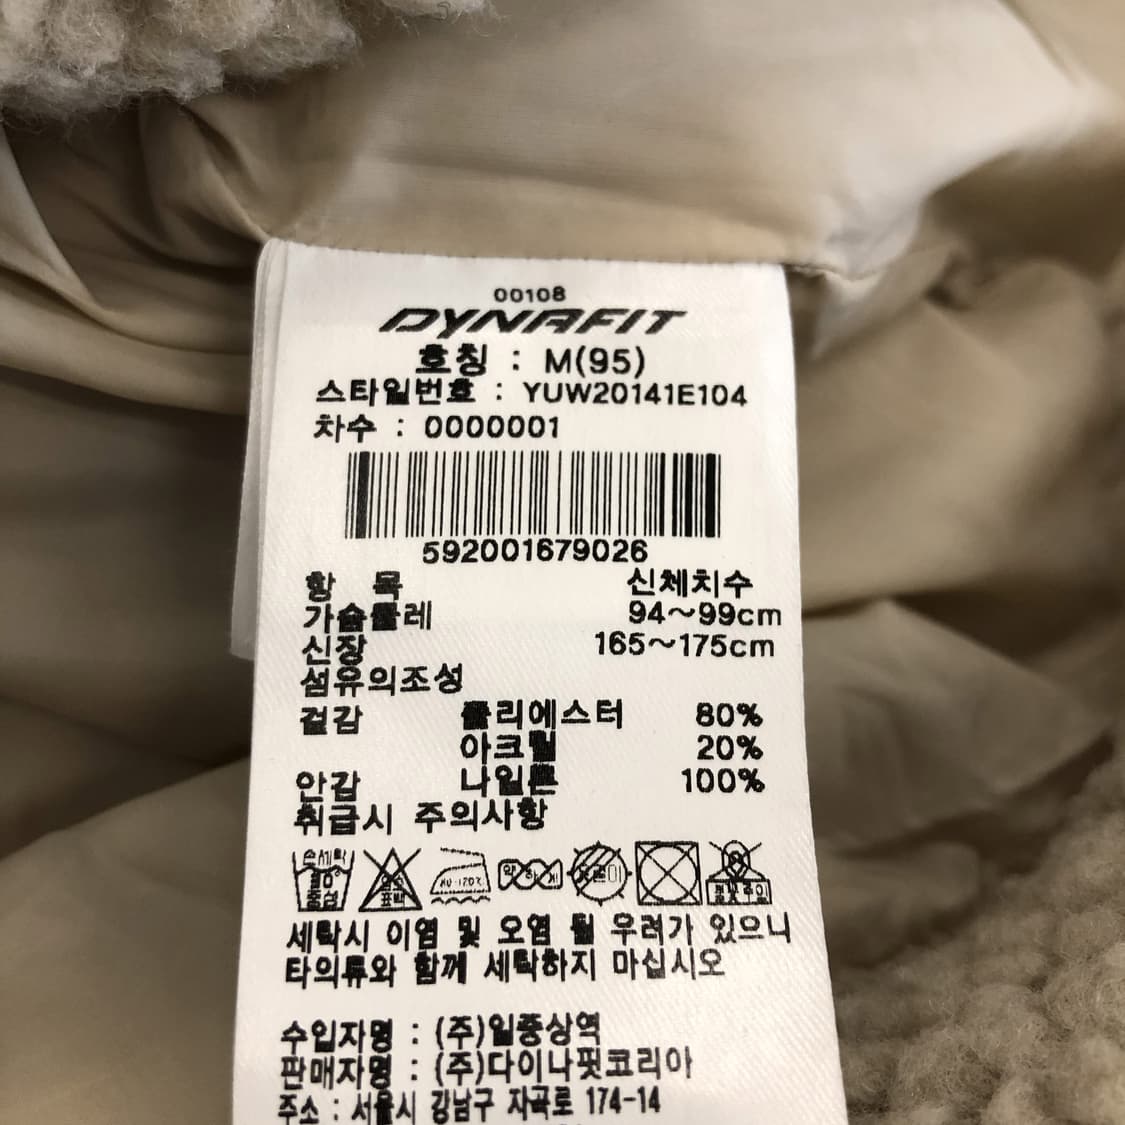 00108
DYNAFIT
호칭 : M(95)
스타일번호 : YUW20141E104
차수 : 0000001
592001679026
항 목 신체치수
가슴둘레 94~99cm
신장 165~175cm
섬유의조성
겉감 폴리에스터 80%
아크릴 20%
안감 나일론 100%
취급시 주의사항
손세탁 30° 중성
세탁시 이염 및 오염 될 우려가 있으니
타의류와 함께 세탁하지 마십시오
수입자명 : (주)일중상역
판매자명 : (주)다이나핏코리아
주소 : 서울시 강남구 자곡로 174-14